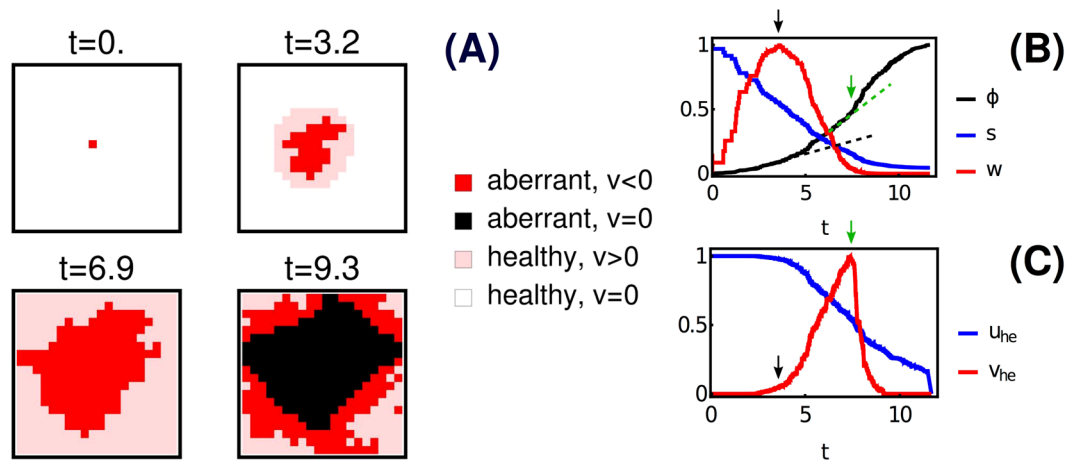 t=0.
t=3.2
(A)
t=6.9
t=9.3
aberrant, v<0
aberrant, v=0
healthy, v>0
healthy, v=0
(B)
1
0.5
0
0
5
10
t
ϕ
s
w
(C)
1
0.5
0
0
5
10
t
u_he
v_he